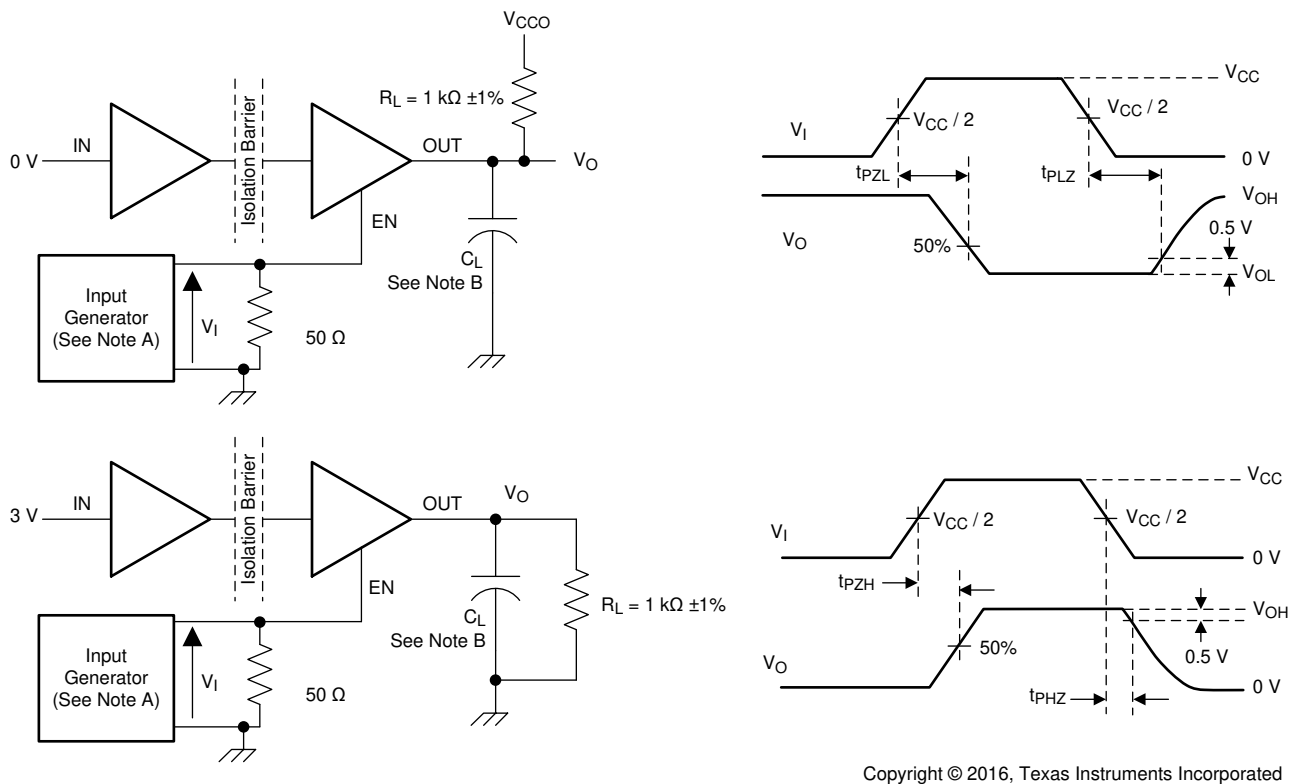 VCCO
RL = 1 kΩ ±1%
0 V
IN
Isolation Barrier
OUT
VO
EN
CL
See Note B
Input
Generator
(See Note A)
VI
50 Ω
VCC
VI
VCC / 2
VCC / 2
0 V
tPZL
tPLZ
VOH
0.5 V
VO
50%
VOL
3 V
IN
Isolation Barrier
OUT
VO
EN
CL
See Note B
RL = 1 kΩ ±1%
Input
Generator
(See Note A)
VI
50 Ω
VCC
VI
VCC / 2
VCC / 2
0 V
tPZH
VOH
0.5 V
VO
50%
0 V
tPHZ
Copyright © 2016, Texas Instruments Incorporated